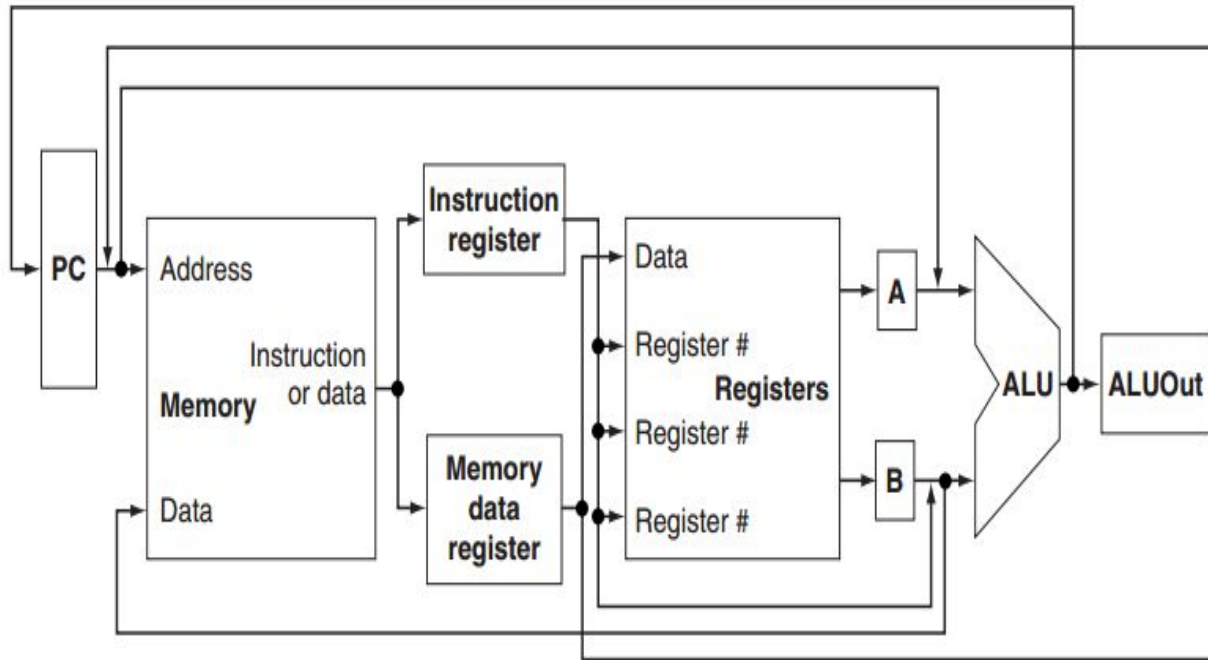 PC
Address
Instruction
or data
Memory
Data
Instruction
register
Memory
data
register
Data
Register #
Registers
Register #
Register #
A
B
ALU
ALUOut